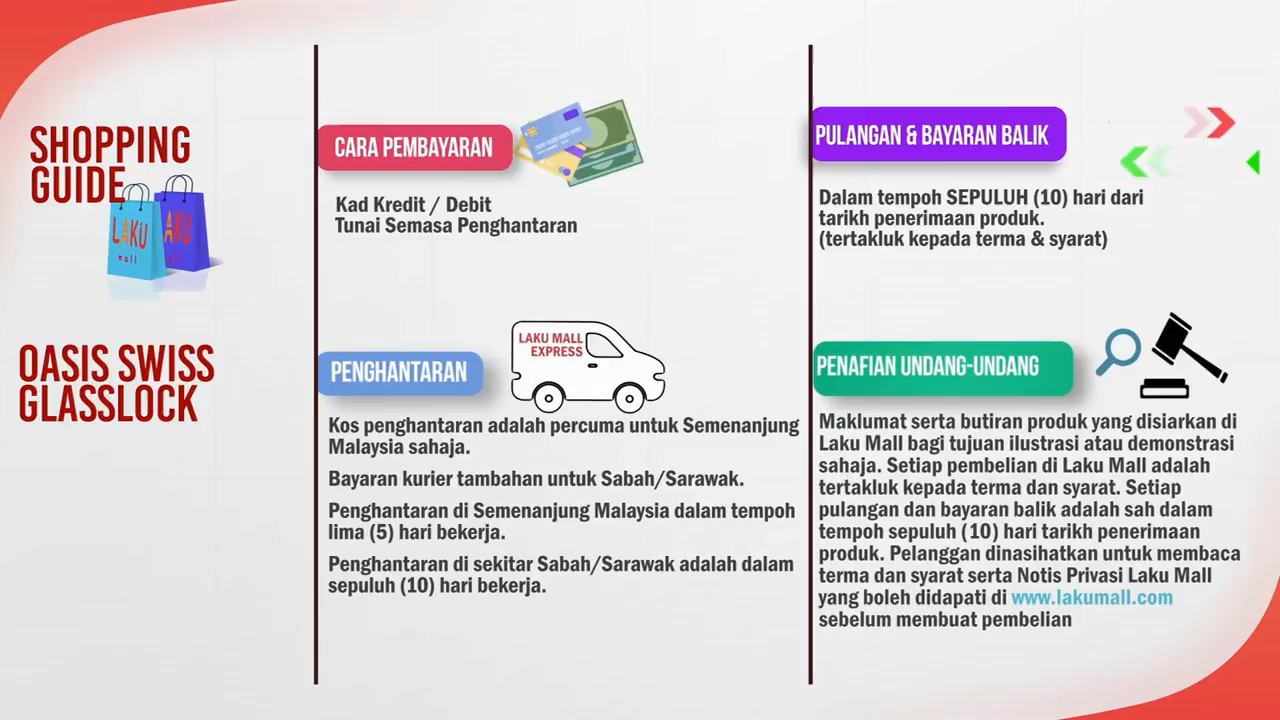 SHOPPING
GUIDE
LAKU
mall
LAKU
OASIS SWISS
GLASSLOCK
CARA PEMBAYARAN
Kad Kredit / Debit
Tunai Semasa Penghantaran
PENGHANTARAN
LAKU MALL
EXPRESS
Kos penghantaran adalah percuma untuk Semenanjung
Malaysia sahaja.
Bayaran kurier tambahan untuk Sabah/Sarawak.
Penghantaran di Semenanjung Malaysia dalam tempoh
lima (5) hari bekerja.
Penghantaran di sekitar Sabah/Sarawak adalah dalam
sepuluh (10) hari bekerja.
PULANGAN & BAYARAN BALIK
Dalam tempoh SEPULUH (10) hari dari
tarikh penerimaan produk.
(tertakluk kepada terma & syarat)
PENAFIAN UNDANG-UNDANG
Maklumat serta butiran produk yang disiarkan di
Laku Mall bagi tujuan ilustrasi atau demonstrasi
sahaja. Setiap pembelian di Laku Mall adalah
tertakluk kepada terma dan syarat. Setiap
pulangan dan bayaran balik adalah sah dalam
tempoh sepuluh (10) hari tarikh penerimaan
produk. Pelanggan dinasihatkan untuk membaca
terma dan syarat serta Notis Privasi Laku Mall
yang boleh didapati di www.lakumall.com
sebelum membuat pembelian